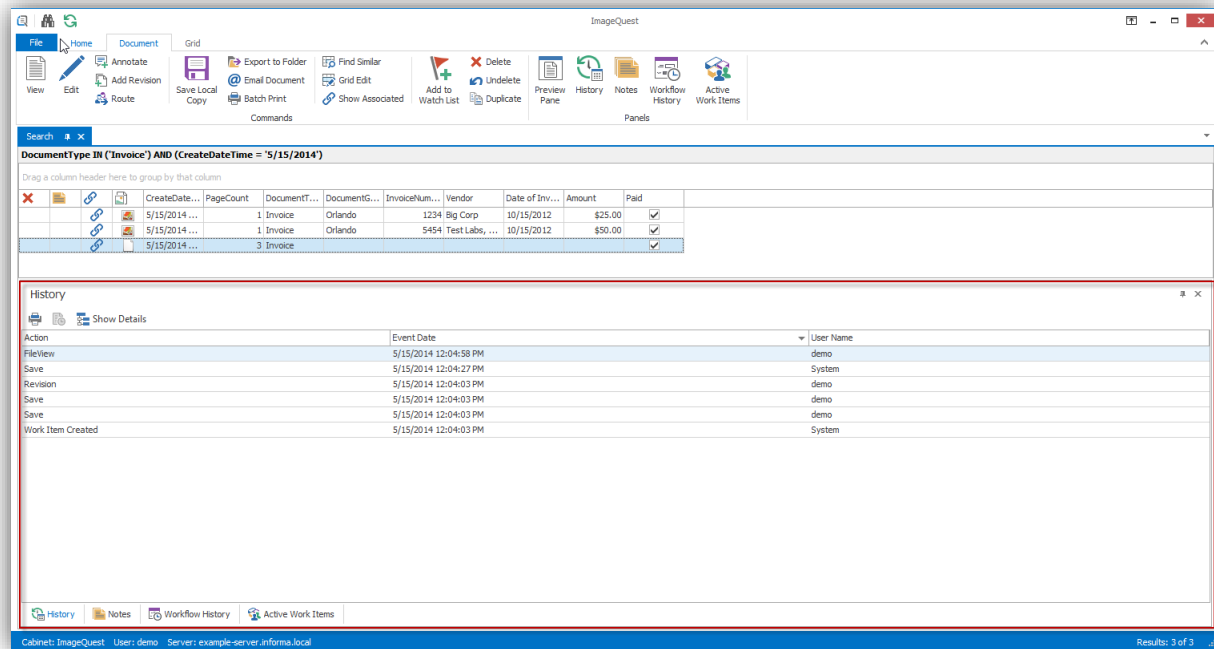 ImageQuest
File Home Document Grid
View
Edit
Annotate
Add Revision
Route
Save Local
Copy
Export to Folder
Email Document
Batch Print
Find Similar
Grid Edit
Show Associated
Add to
Watch List
Delete
Undelete
Duplicate
Commands
Preview
Pane
History
Notes
Workflow
History
Active
Work Items
Panels
Search
DocumentType IN ('Invoice') AND (CreateDateTime = '5/15/2014')
Drag a column header here to group by that column
CreateDate... PageCount DocumentT... DocumentG... InvoiceNum... Vendor Date of Inv... Amount Paid
5/15/2014 ... 1 Invoice Orlando 1234 Big Corp 10/15/2012 $25.00
5/15/2014 ... 1 Invoice Orlando 5454 Test Labs, ... 10/15/2012 $50.00
5/15/2014 ... 3 Invoice
History
Show Details
Action Event Date User Name
FileView 5/15/2014 12:04:58 PM demo
Save 5/15/2014 12:04:27 PM System
Revision 5/15/2014 12:04:03 PM demo
Save 5/15/2014 12:04:03 PM demo
Save 5/15/2014 12:04:03 PM demo
Work Item Created 5/15/2014 12:04:03 PM System
History Notes Workflow History Active Work Items
Cabinet: ImageQuest User: demo Server: example-server.informa.local Results: 3 of 3